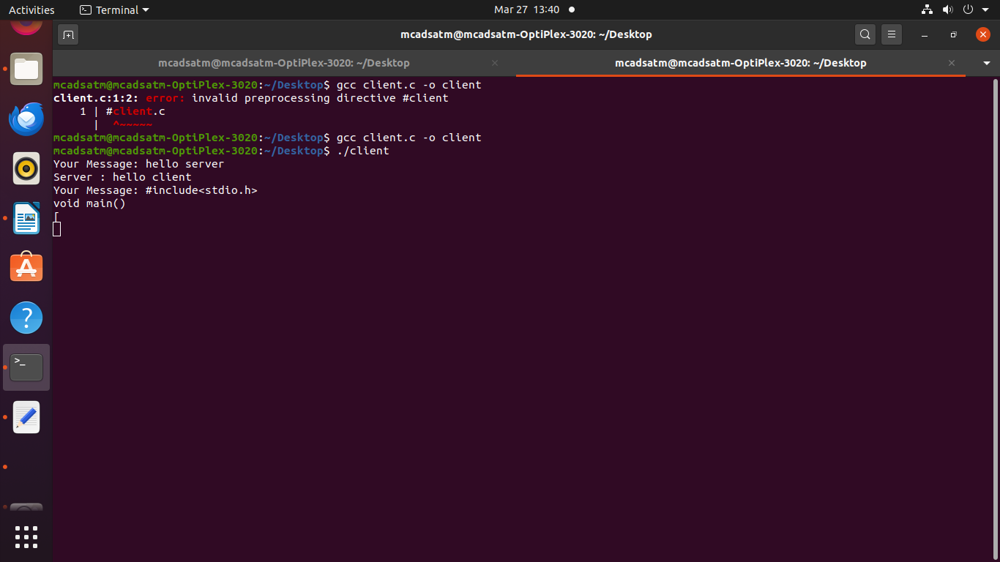 Activities
Terminal
Mar 27 13:40
mcadsatm@mcadsatm-OptiPlex-3020: ~/Desktop
mcadsatm@mcadsatm-OptiPlex-3020: ~/Desktop
mcadsatm@mcadsatm-OptiPlex-3020: ~/Desktop
mcadsatm@mcadsatm-OptiPlex-3020:~/Desktop$ gcc client.c -o client
client.c:1:2: error: invalid preprocessing directive #client
    1 | #client.c
      |  ^~~~~~
mcadsatm@mcadsatm-OptiPlex-3020:~/Desktop$ gcc client.c -o client
mcadsatm@mcadsatm-OptiPlex-3020:~/Desktop$ ./client
Your Message: hello server
Server : hello client
Your Message: #include<stdio.h>
void main()
[